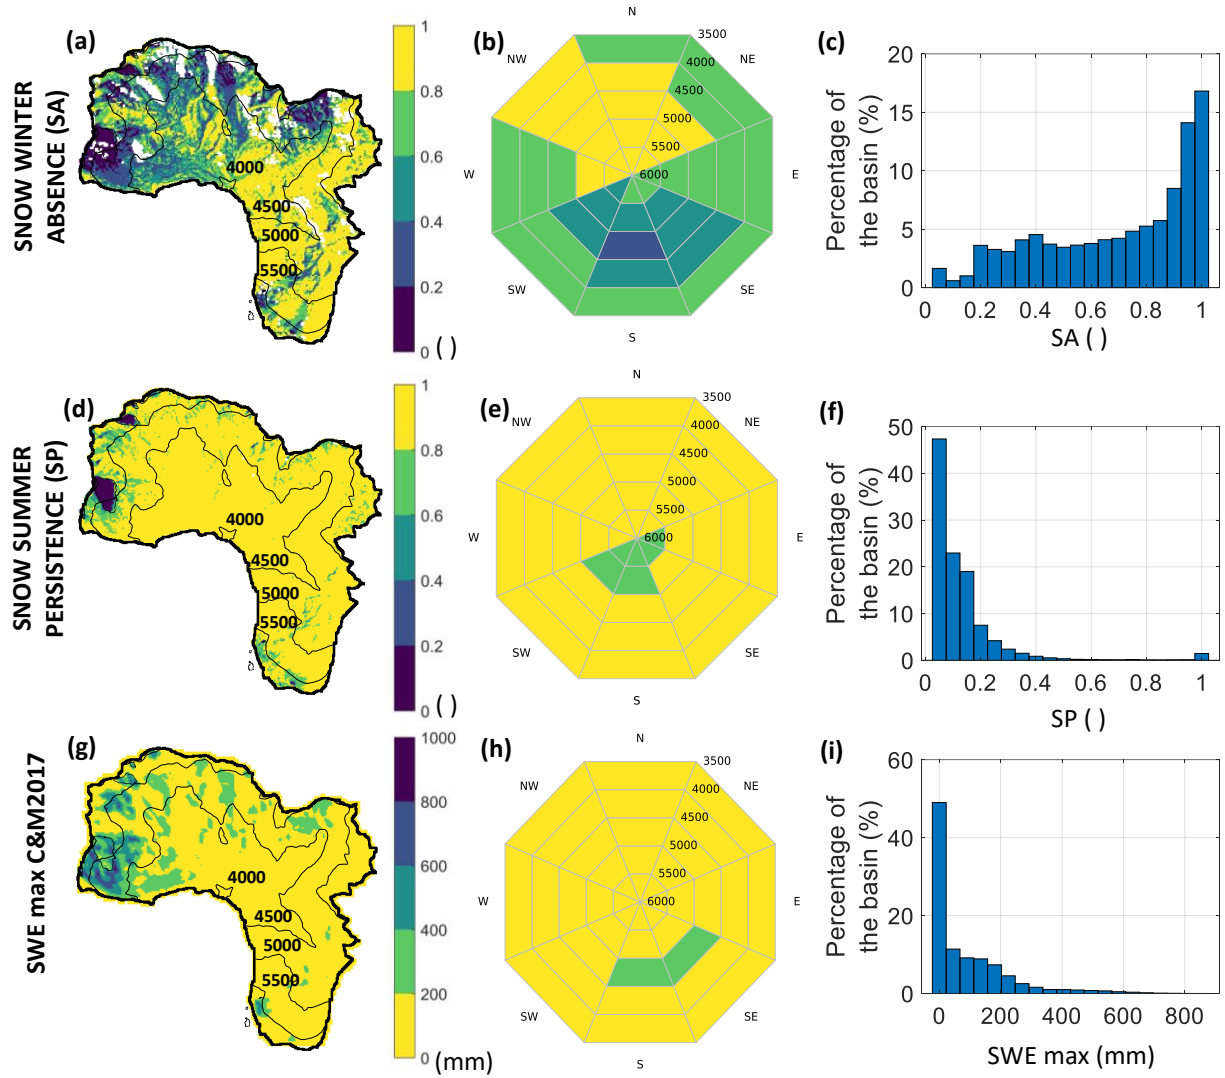 SNOW WINTER
ABSENCE (SA)
(a)
4000
4500
5000
5500
1
0.8
0.6
0.4
0.2
0
( )
(b)
N
NE
E
SE
S
SW
W
NW
3500
4000
4500
5000
5500
6000
(c)
Percentage of
the basin (%)
20
15
10
5
0
0
0.2
0.4
0.6
0.8
1
SA ( )
SNOW SUMMER
PERSISTENCE (SP)
(d)
4000
4500
5000
5500
1
0.8
0.6
0.4
0.2
0
( )
(e)
N
NE
E
SE
S
SW
W
NW
3500
4000
4500
5000
5500
6000
(f)
Percentage of
the basin (%)
50
40
30
20
10
0
0
0.2
0.4
0.6
0.8
1
SP ( )
SWE max C&M2017
(g)
4000
4500
5000
5500
1000
800
600
400
200
0
(mm)
(h)
N
NE
E
SE
S
SW
W
NW
3500
4000
4500
5000
5500
6000
(i)
Percentage of
the basin (%)
60
40
20
0
0
200
400
600
800
SWE max (mm)